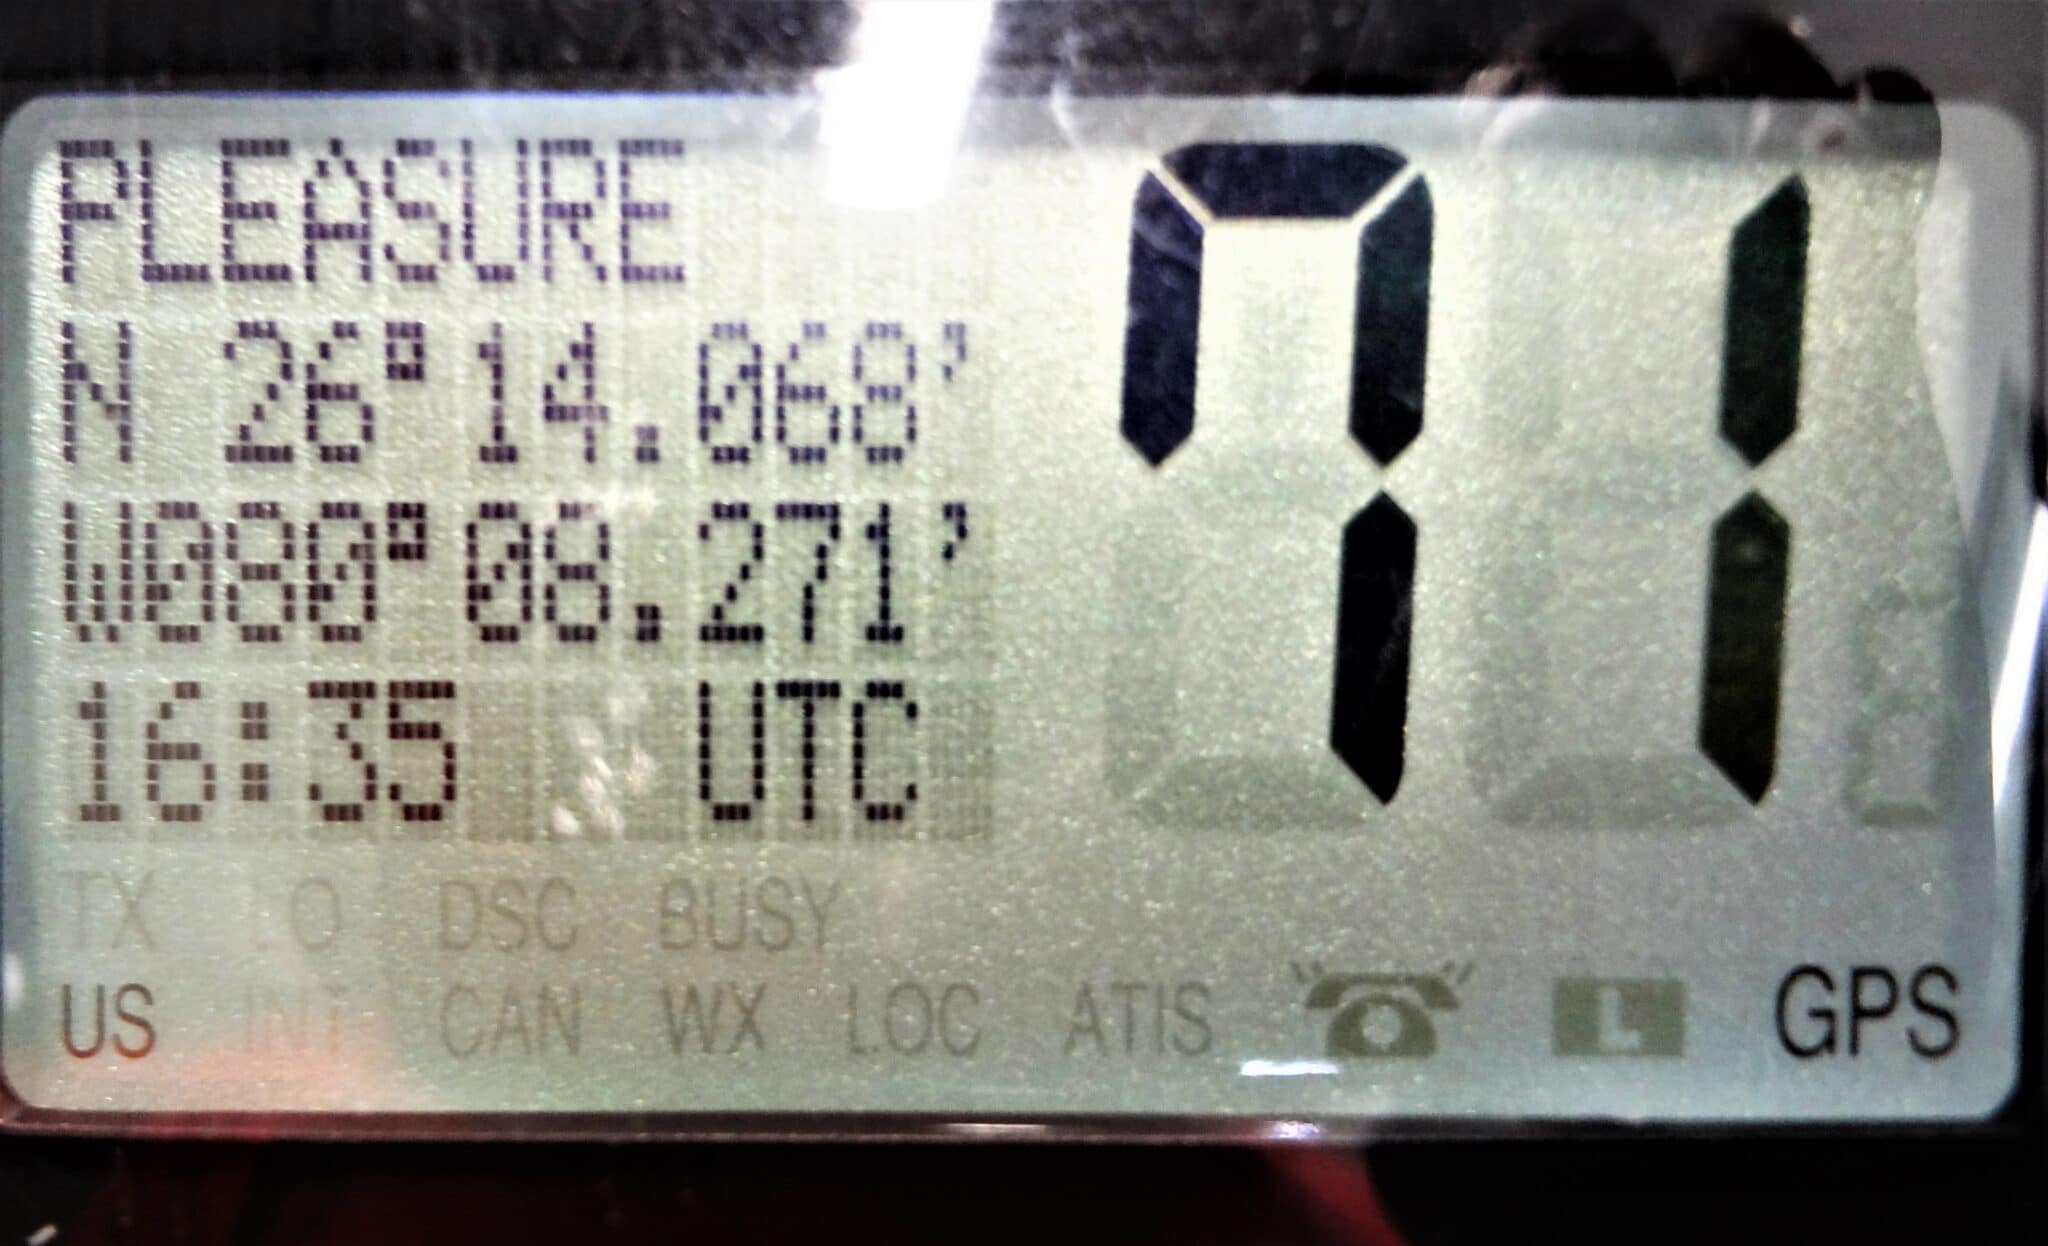 PLEASURE
N 26°14.068’
W080°08.271’
16:35 UTC
71
TX LO DSC BUSY
US INT CAN WX LOC ATIS L GPS